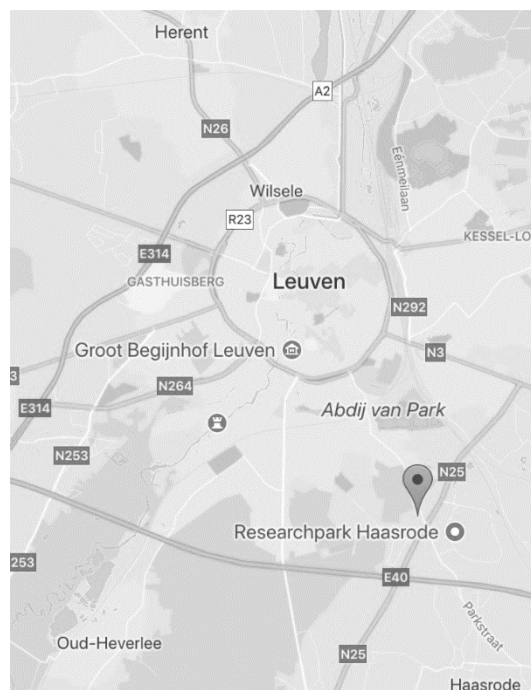 Herent
A2
N26
Eénmeilaan
Wilsele
R23
KESSEL-LO
E314
GASTHUISBERG
Leuven
N292
Groot Begijnhof Leuven
N3
3
N264
E314
Abdij van Park
N253
N25
Researchpark Haasrode
253
E40
Parkstraat
Oud-Heverlee
N25
Haasrode